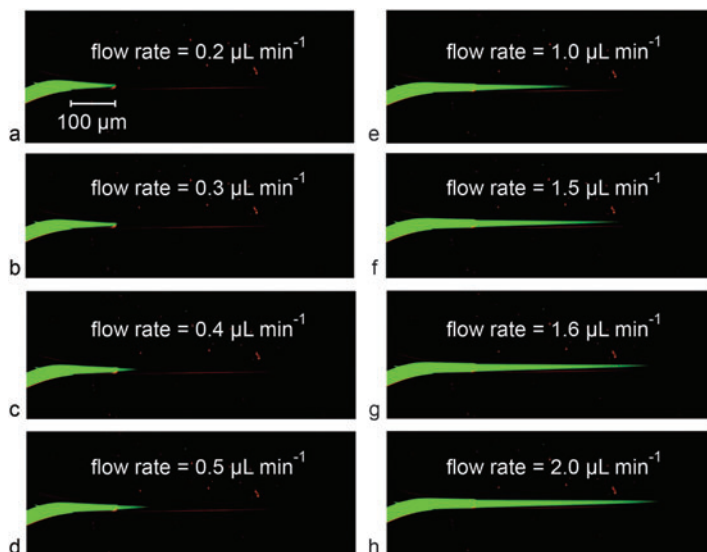 flow rate = 0.2 µL min⁻¹
100 µm
a
flow rate = 0.3 µL min⁻¹
b
flow rate = 0.4 µL min⁻¹
c
flow rate = 0.5 µL min⁻¹
d
flow rate = 1.0 µL min⁻¹
e
flow rate = 1.5 µL min⁻¹
f
flow rate = 1.6 µL min⁻¹
g
flow rate = 2.0 µL min⁻¹
h